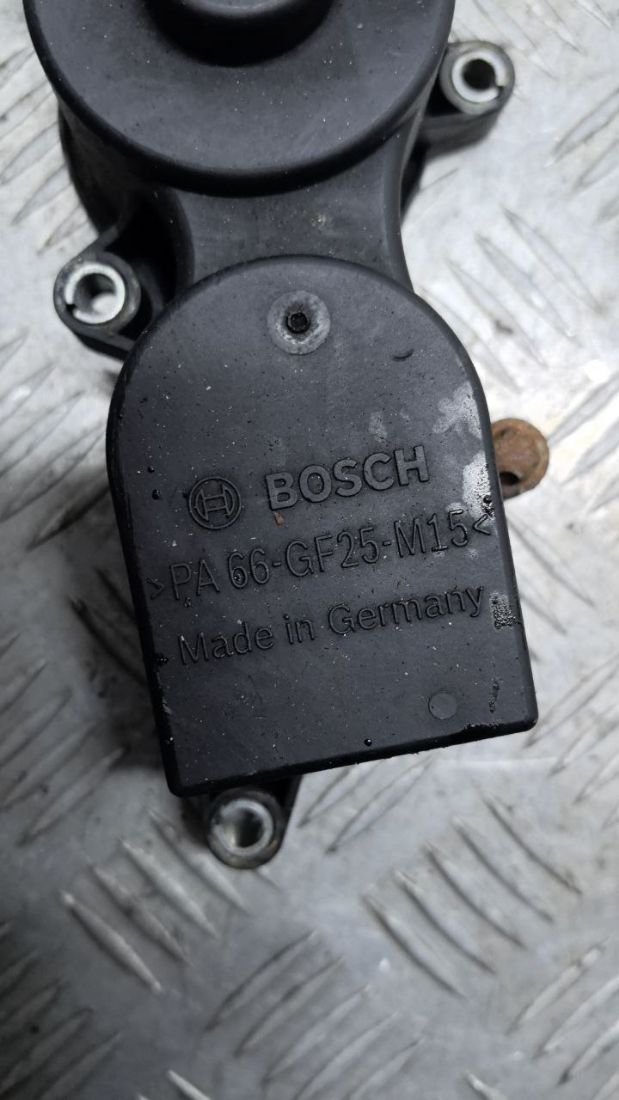 BOSCH
>PA 66-GF25-M15<
Made in Germany